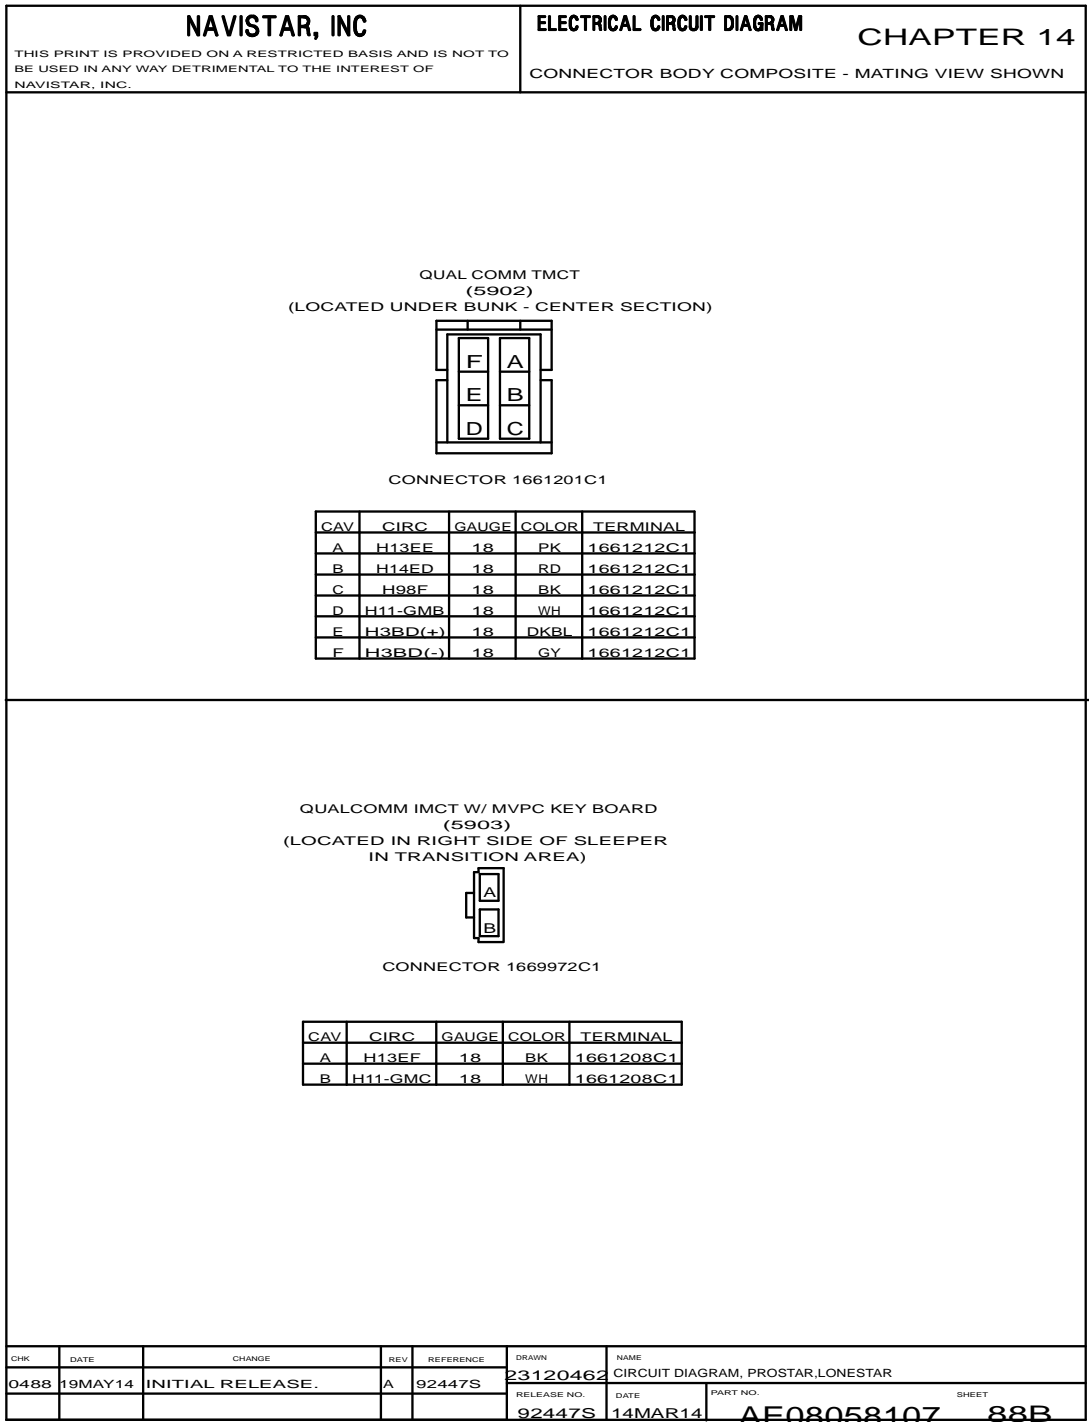 NAVISTAR, INC
THIS PRINT IS PROVIDED ON A RESTRICTED BASIS AND IS NOT TO
BE USED IN ANY WAY DETRIMENTAL TO THE INTEREST OF
NAVISTAR, INC.
ELECTRICAL CIRCUIT DIAGRAM
CHAPTER 14
CONNECTOR BODY COMPOSITE - MATING VIEW SHOWN
QUAL COMM TMCT
(5902)
(LOCATED UNDER BUNK - CENTER SECTION)
F A
E B
D C
CONNECTOR 1661201C1
CAV CIRC GAUGE COLOR TERMINAL
A H13EE 18 PK 1661212C1
B H14ED 18 RD 1661212C1
C H98F 18 BK 1661212C1
D H11-GMB 18 WH 1661212C1
E H3BD(+) 18 DKBL 1661212C1
F H3BD(-) 18 GY 1661212C1
QUALCOMM IMCT W/ MVPC KEY BOARD
(5903)
(LOCATED IN RIGHT SIDE OF SLEEPER
IN TRANSITION AREA)
A
B
CONNECTOR 1669972C1
CAV CIRC GAUGE COLOR TERMINAL
A H13EF 18 BK 1661208C1
B H11-GMC 18 WH 1661208C1
CHK DATE CHANGE REV REFERENCE
0488 19MAY14 INITIAL RELEASE. A 92447S
DRAWN
23120462
NAME
CIRCUIT DIAGRAM, PROSTAR,LONESTAR
RELEASE NO.
92447S
DATE
14MAR14
PART NO.
AE08058107
SHEET
88B